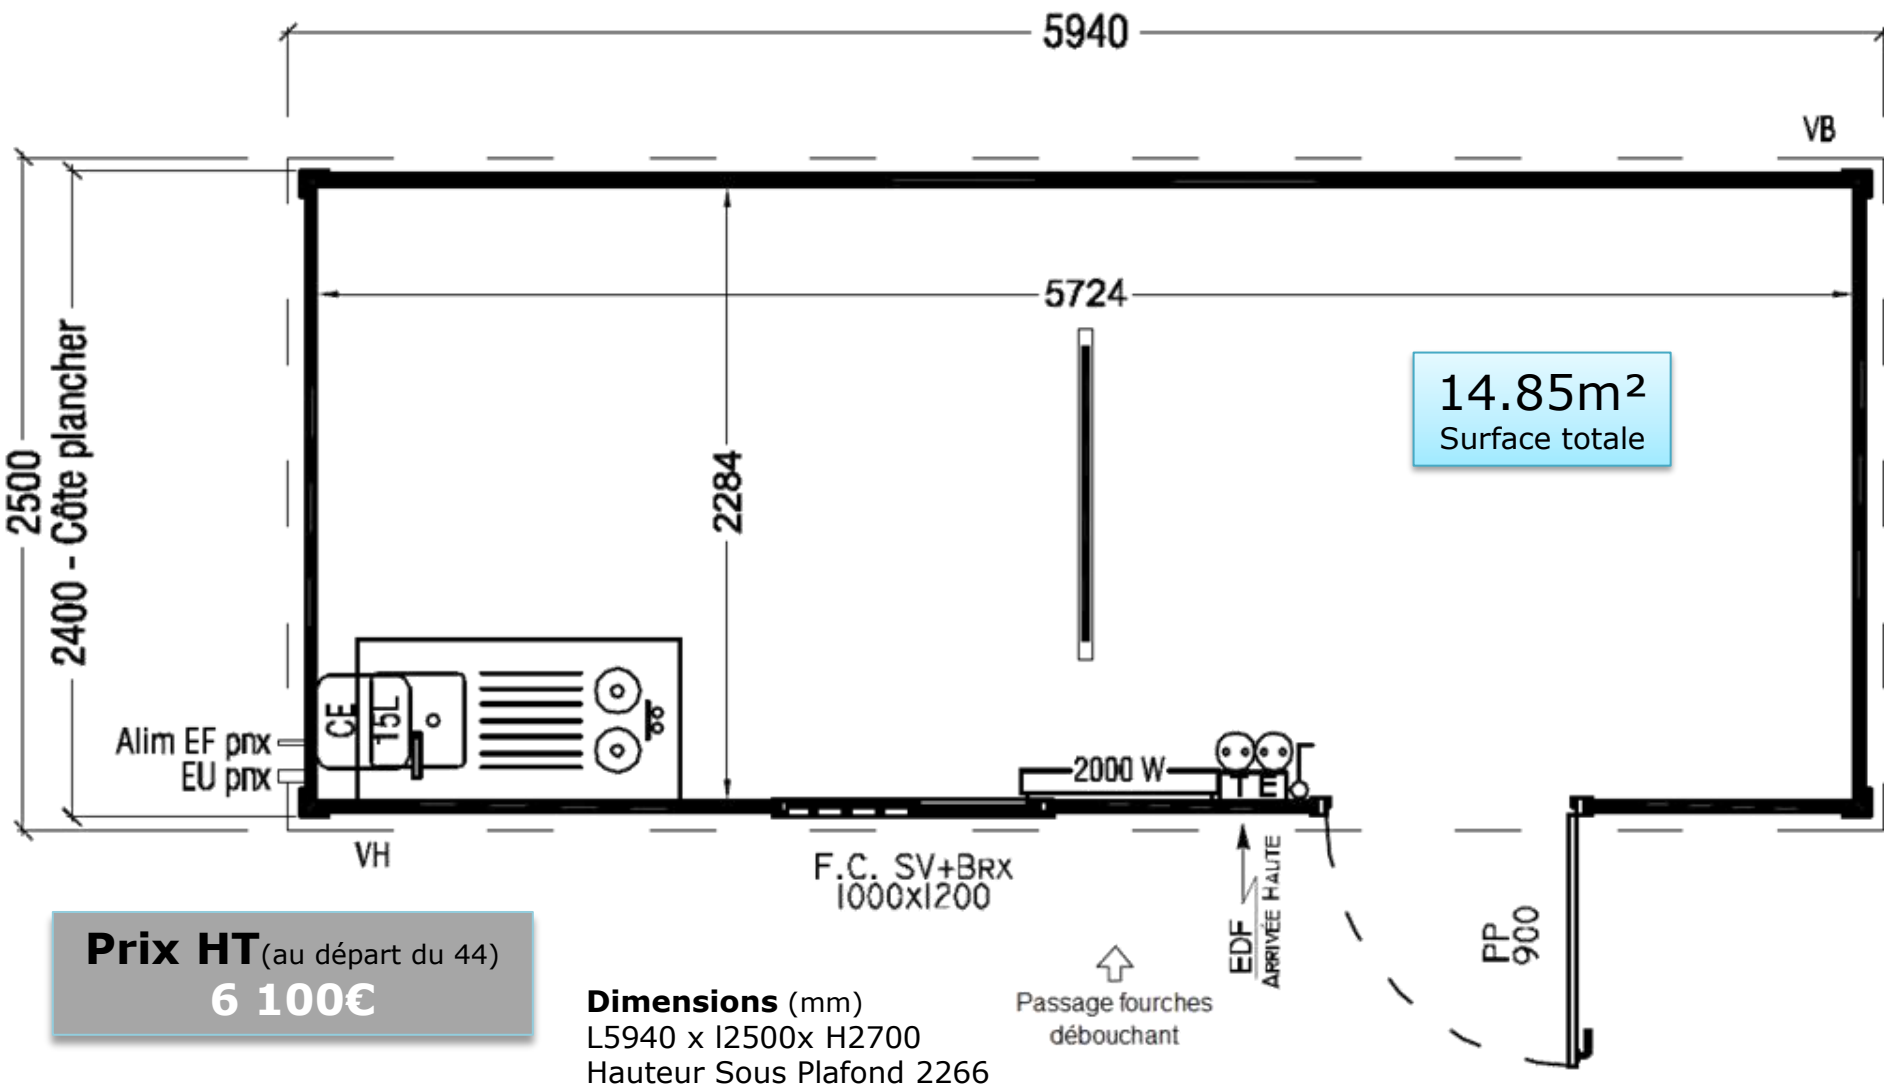 5940
VB
5724
14.85m²
Surface totale
2500
2400 - Côte plancher
2284
CE
15L
Alim EF pnx
EU pnx
2000 W
T E
VH
F.C. SV+BRX
1000x1200
EDF
ARRIVÉE HAUTE
PP
900
Prix HT(au départ du 44)
6 100€
Dimensions (mm)
L5940 x l2500x H2700
Hauteur Sous Plafond 2266
Passage fourches
débouchant